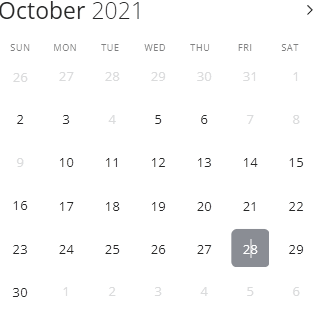 October 2021
SUN MON TUE WED THU FRI SAT
26 27 28 29 30 31 1
2 3 4 5 6 7 8
9 10 11 12 13 14 15
16 17 18 19 20 21 22
23 24 25 26 27 28 29
30 1 2 3 4 5 6